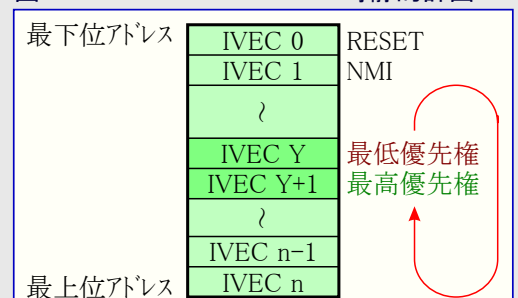 最下位アドレス IVEC 0 RESET
IVEC 1 NMI
~
IVEC Y 最低優先権
IVEC Y+1 最高優先権
~
IVEC n-1
最上位アドレス IVEC n